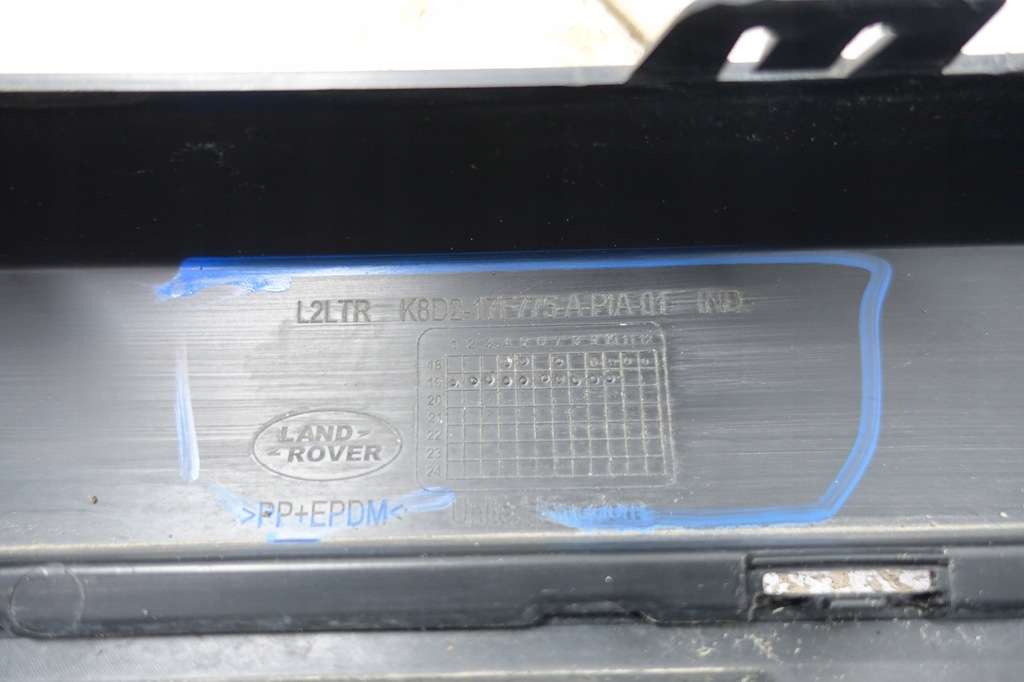 L2LTR K8D2-17F775-A-PIA-01 IND
1 2 3 4 5 6 7 8 9 10 11 12
18
19
20
21
22
23
24
LAND
ROVER
>PP+EPDM<